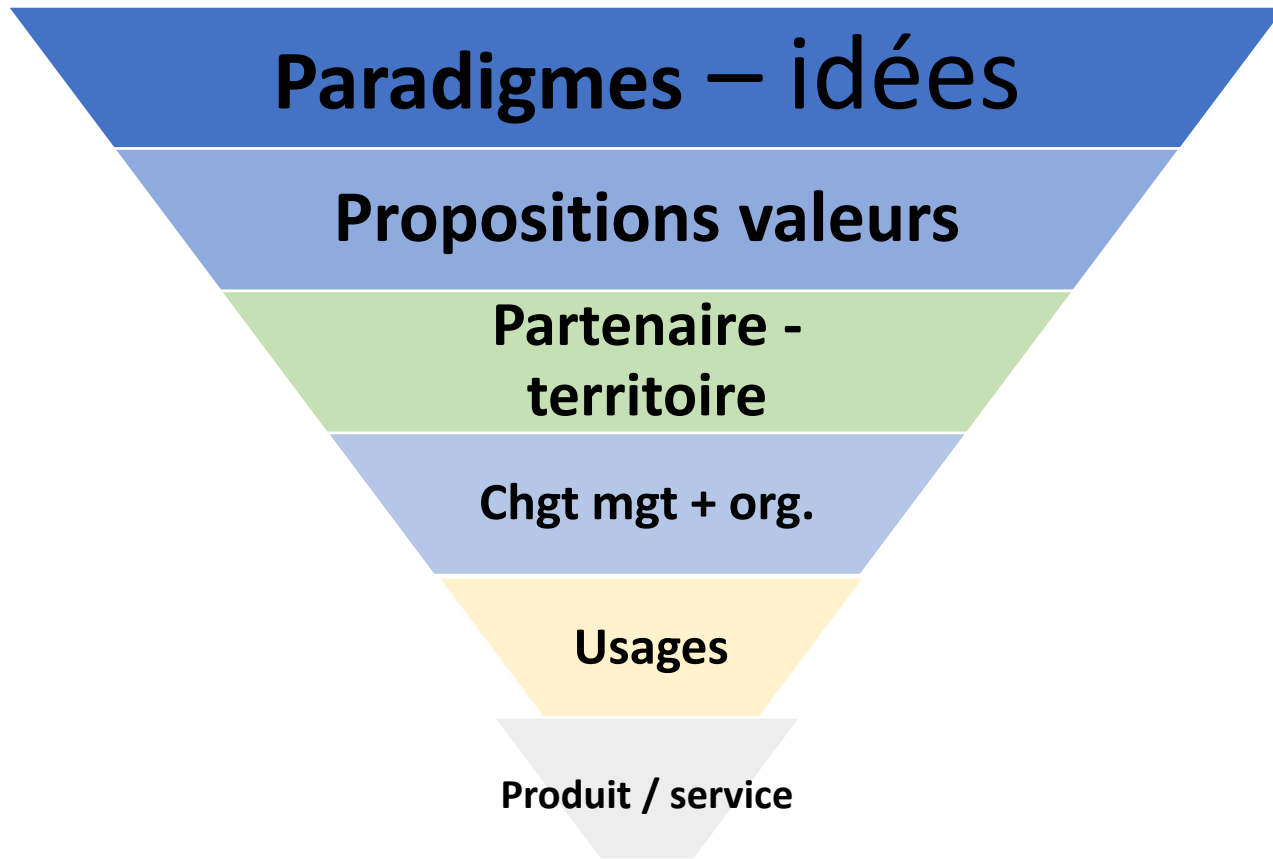 Paradigmes – idées
Propositions valeurs
Partenaire -
territoire
Chgt mgt + org.
Usages
Produit / service